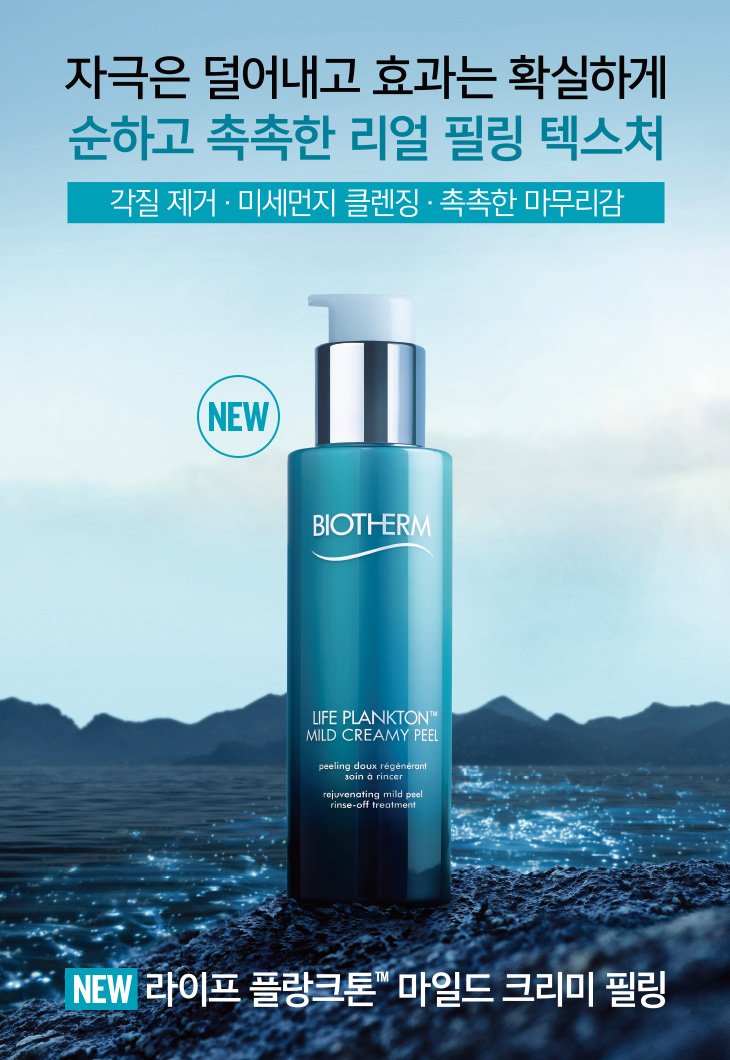 자극은 덜어내고 효과는 확실하게
순하고 촉촉한 리얼 필링 텍스처
각질 제거 · 미세먼지 클렌징 · 촉촉한 마무리감
NEW
BIOTHERM
LIFE PLANKTON™
MILD CREAMY PEEL
peeling doux régénérant
soin à rincer
rejuvenating mild peel
rinse-off treatment
NEW 라이프 플랑크톤™ 마일드 크리미 필링